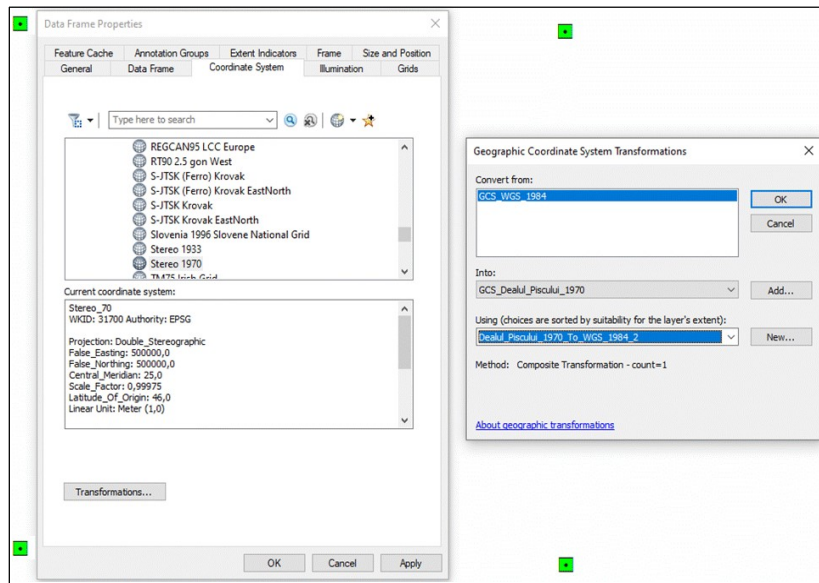 Data Frame Properties
Feature Cache Annotation Groups Extent Indicators Frame Size and Position
General Data Frame Coordinate System Illumination Grids
Type here to search
REGCAN95 LCC Europe
RT90 2.5 gon West
S-JTSK (Ferro) Krovak
S-JTSK (Ferro) Krovak EastNorth
S-JTSK Krovak
S-JTSK Krovak EastNorth
Slovenia 1996 Slovene National Grid
Stereo 1933
Stereo 1970
TM75 Irish Grid
Current coordinate system:
Stereo_70
WKID: 31700 Authority: EPSG
Projection: Double_Stereographic
False_Easting: 500000,0
False_Northing: 500000,0
Central_Meridian: 25,0
Scale_Factor: 0,99975
Latitude_Of_Origin: 46,0
Linear Unit: Meter (1,0)
Transformations...
OK Cancel Apply
Geographic Coordinate System Transformations
Convert from:
GCS_WGS_1984
OK
Cancel
Into:
GCS_Dealul_Piscului_1970
Add...
Using (choices are sorted by suitability for the layer's extent):
Dealul_Piscului_1970_To_WGS_1984_2
New...
Method: Composite Transformation - count=1
About geographic transformations